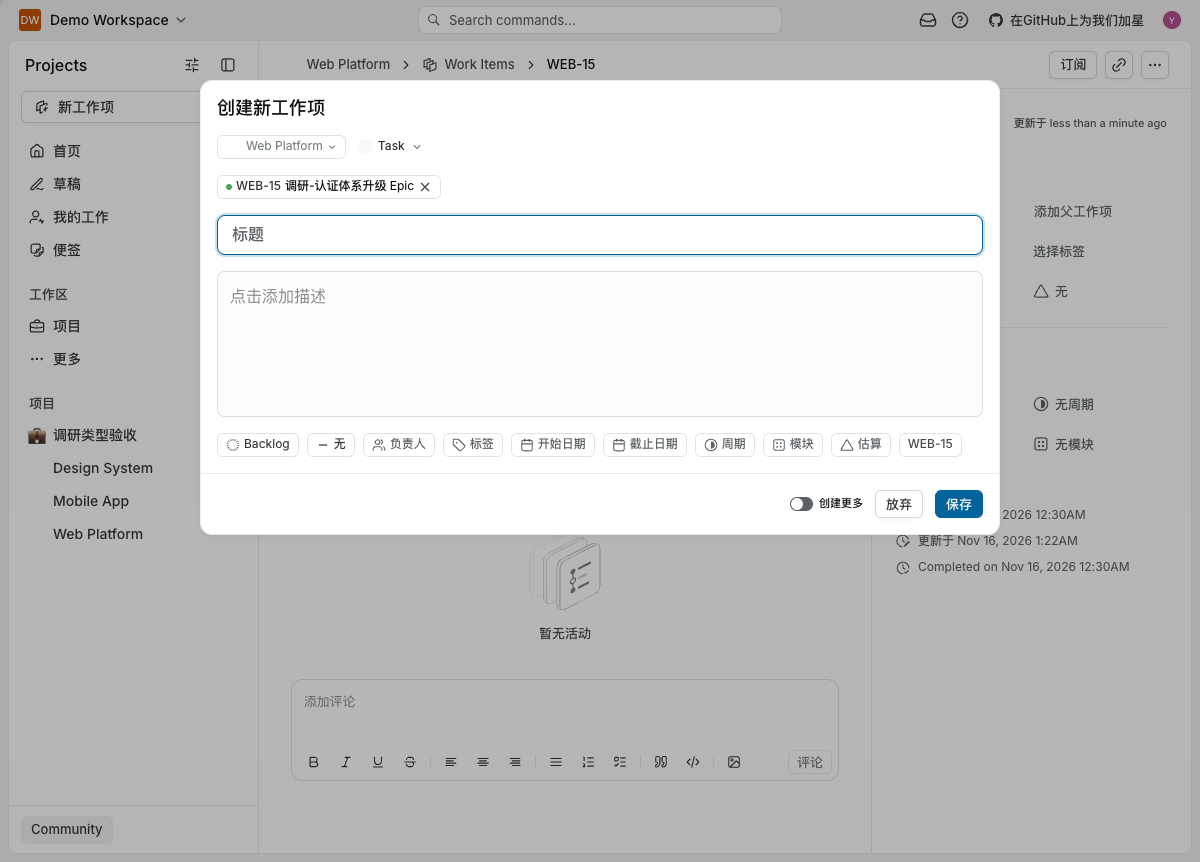 DW Demo Workspace
Search commands...
在GitHub上为我们加星
Y
Projects
Web Platform
Work Items
WEB-15
订阅
新工作项
更新于 less than a minute ago
首页
草稿
我的工作
便签
工作区
项目
更多
项目
调研类型验收
Design System
Mobile App
Web Platform
Community
创建新工作项
Web Platform
Task
WEB-15 调研-认证体系升级 Epic
标题
点击添加描述
Backlog
无
负责人
标签
开始日期
截止日期
周期
模块
估算
WEB-15
创建更多
放弃
保存
添加父工作项
选择标签
无
无周期
无模块
2026 12:30AM
更新于 Nov 16, 2026 1:22AM
Completed on Nov 16, 2026 12:30AM
暂无活动
添加评论
评论